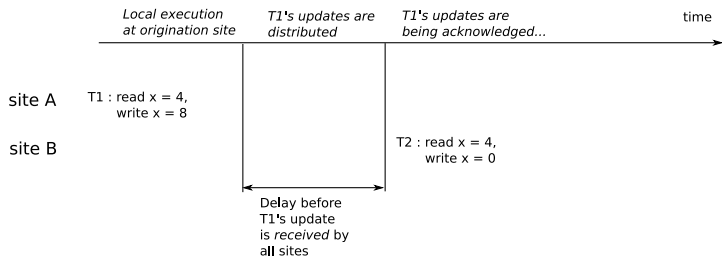 Local execution
at origination site
T1's updates are
distributed
T1's updates are
being acknowledged...
time
site A
T1 : read x = 4,
write x = 8
site B
T2 : read x = 4,
write x = 0
Delay before
T1's update
is received by
all sites